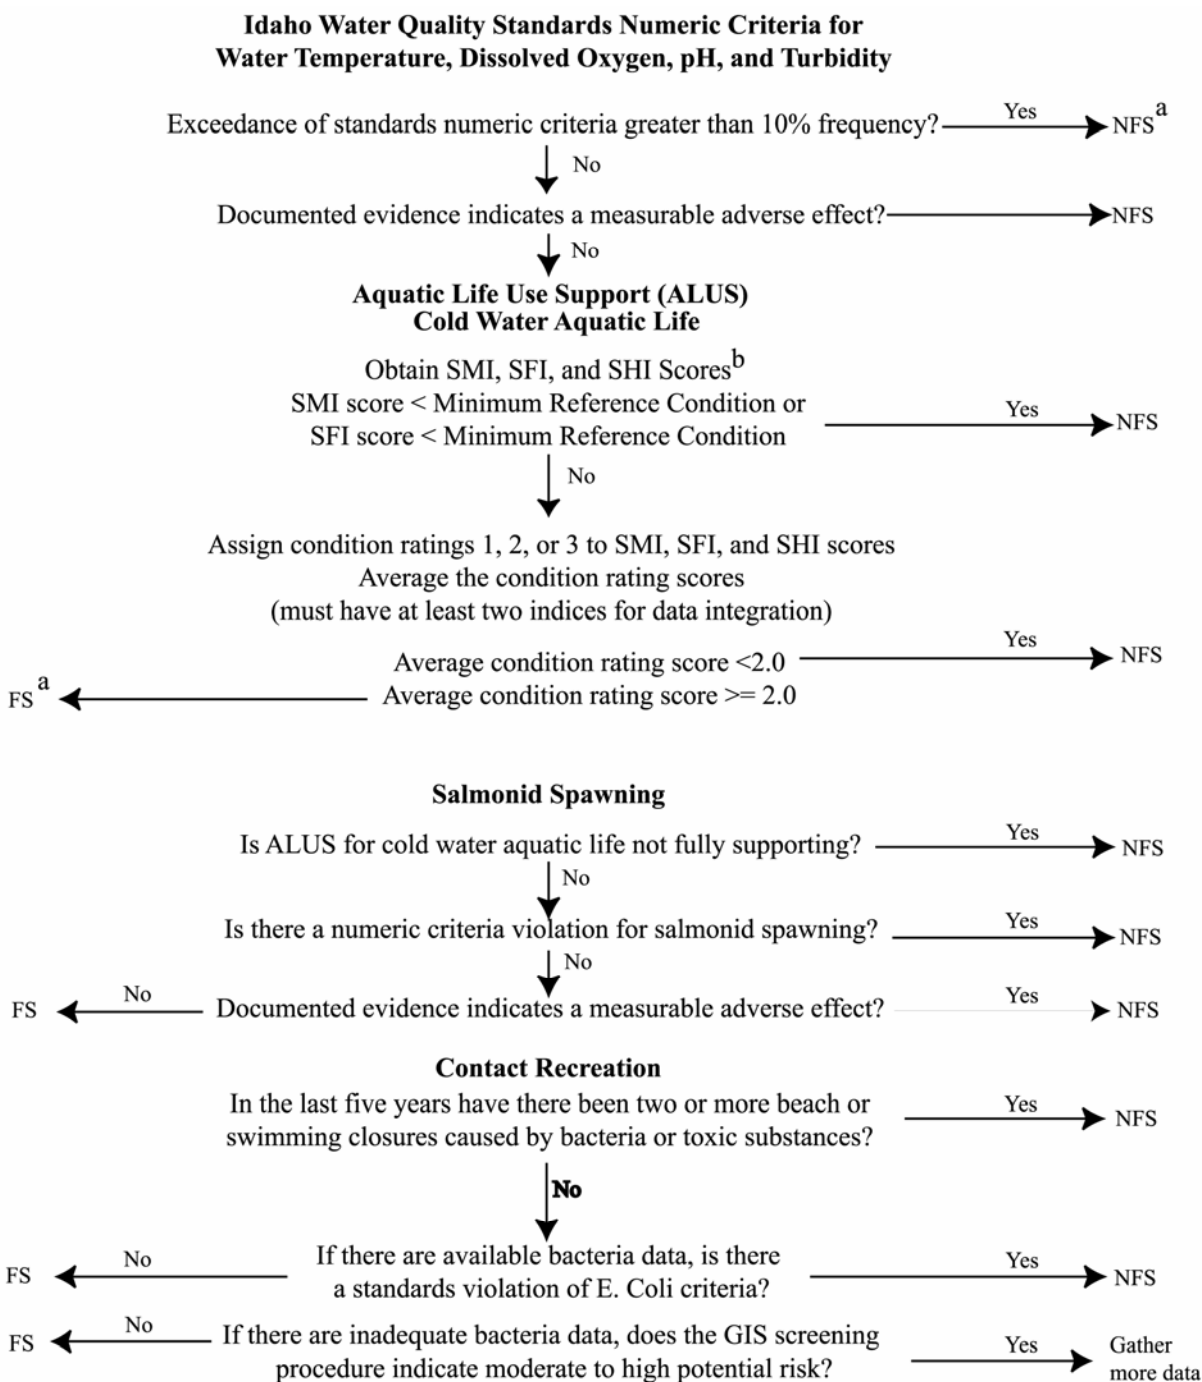 Idaho Water Quality Standards Numeric Criteria for
Water Temperature, Dissolved Oxygen, pH, and Turbidity
Exceedance of standards numeric criteria greater than 10% frequency? Yes NFS a
No
Documented evidence indicates a measurable adverse effect? NFS
No
Aquatic Life Use Support (ALUS)
Cold Water Aquatic Life
Obtain SMI, SFI, and SHI Scores b
SMI score < Minimum Reference Condition or
SFI score < Minimum Reference Condition
Yes NFS
No
Assign condition ratings 1, 2, or 3 to SMI, SFI, and SHI scores
Average the condition rating scores
(must have at least two indices for data integration)
Average condition rating score <2.0 Yes NFS
FS a Average condition rating score >= 2.0
Salmonid Spawning
Is ALUS for cold water aquatic life not fully supporting? Yes NFS
No
Is there a numeric criteria violation for salmonid spawning? Yes NFS
No
FS No Documented evidence indicates a measurable adverse effect? Yes NFS
Contact Recreation
In the last five years have there been two or more beach or
swimming closures caused by bacteria or toxic substances?
Yes NFS
No
If there are available bacteria data, is there
a standards violation of E. Coli criteria?
FS No Yes NFS
If there are inadequate bacteria data, does the GIS screening
procedure indicate moderate to high potential risk?
FS No Yes Gather
more data